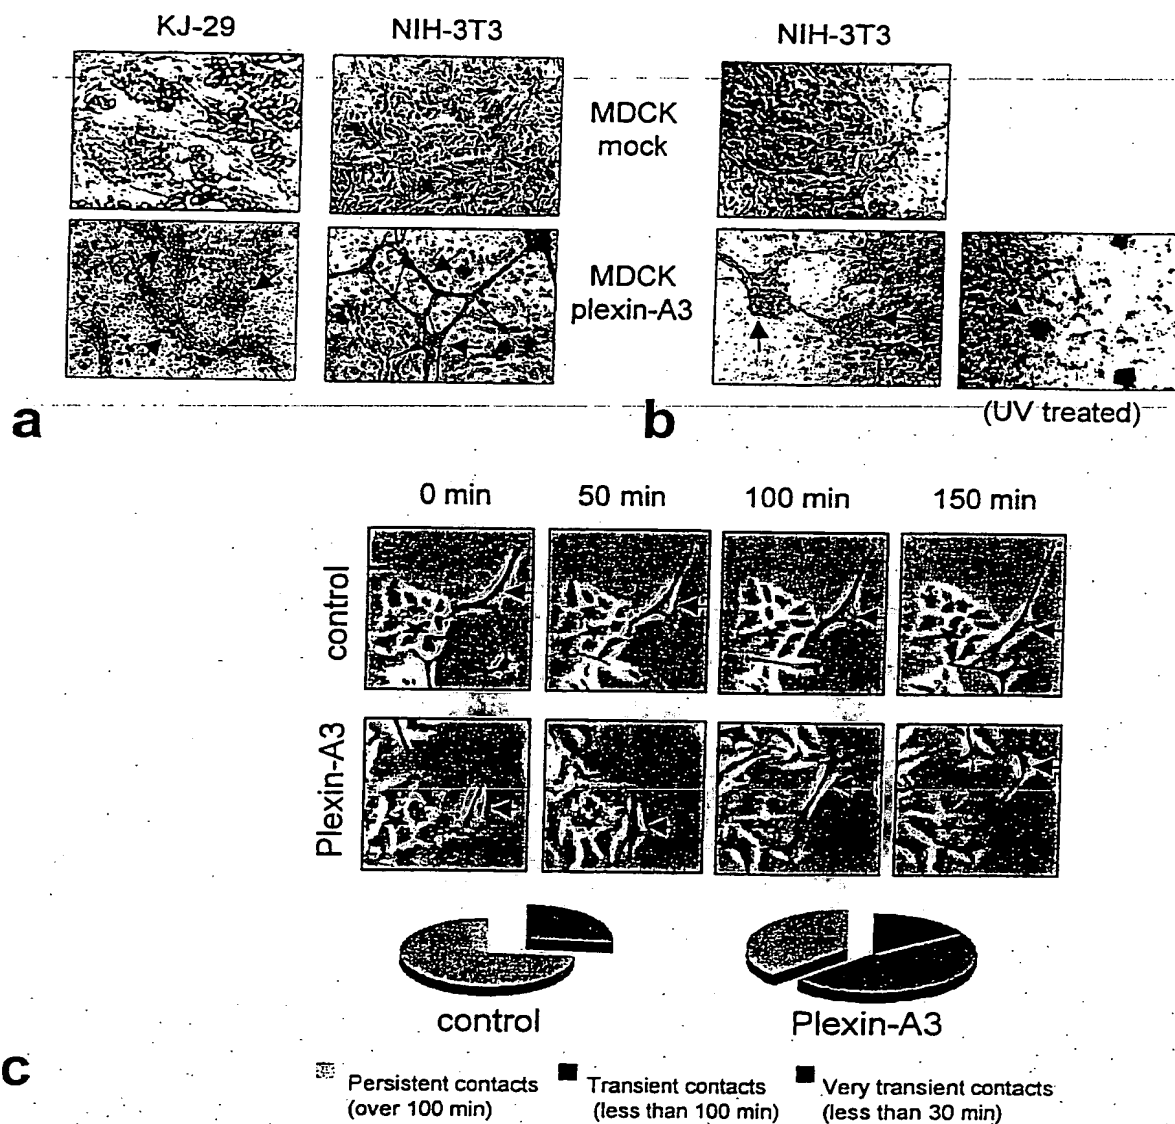 KJ-29
NIH-3T3
NIH-3T3
MDCK
mock
MDCK
plexin-A3
(UV treated)
a
b
0 min
50 min
100 min
150 min
control
Plexin-A3
control
Plexin-A3
c
Persistent contacts
(over 100 min)
Transient contacts
(less than 100 min)
Very transient contacts
(less than 30 min)